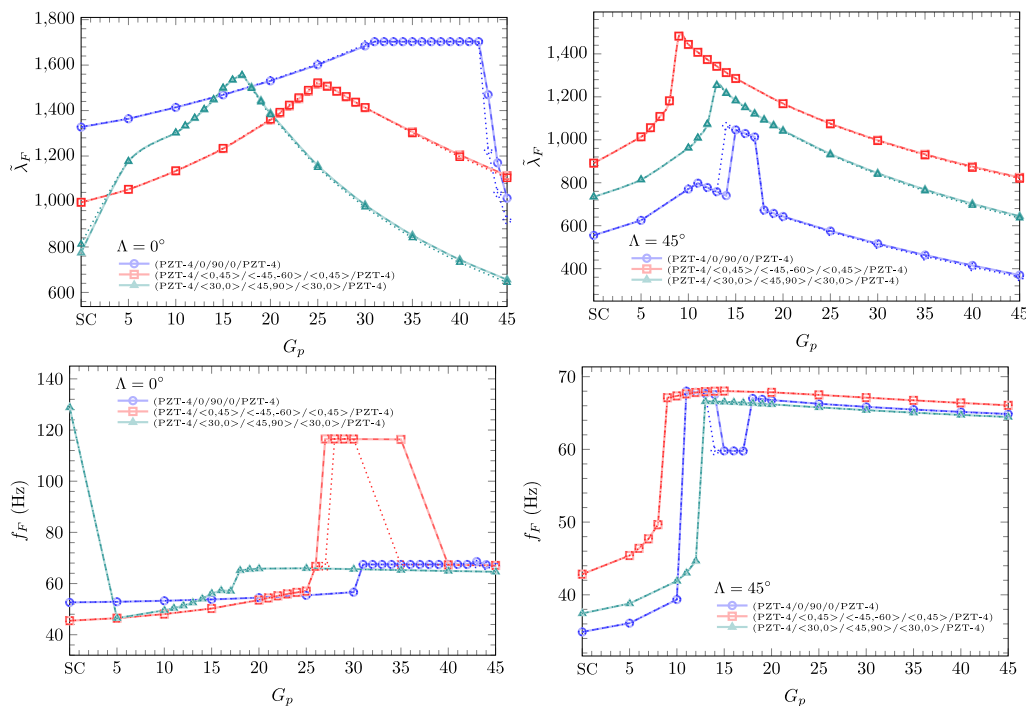 1,800
1,600
1,400
1,200
1,000
800
600
λ̃_F
Λ = 0°
(PZT-4/0/90/0/PZT-4)
(PZT-4/<0,45>/<-45,-60>/<0,45>/PZT-4)
(PZT-4/<30,0>/<45,90>/<30,0>/PZT-4)
SC 5 10 15 20 25 30 35 40 45
G_p
1,400
1,200
1,000
800
600
400
λ̃_F
Λ = 45°
(PZT-4/0/90/0/PZT-4)
(PZT-4/<0,45>/<-45,-60>/<0,45>/PZT-4)
(PZT-4/<30,0>/<45,90>/<30,0>/PZT-4)
SC 5 10 15 20 25 30 35 40 45
G_p
140
120
100
80
60
40
f_F (Hz)
Λ = 0°
(PZT-4/0/90/0/PZT-4)
(PZT-4/<0,45>/<-45,-60>/<0,45>/PZT-4)
(PZT-4/<30,0>/<45,90>/<30,0>/PZT-4)
SC 5 10 15 20 25 30 35 40 45
G_p
70
60
50
40
f_F (Hz)
Λ = 45°
(PZT-4/0/90/0/PZT-4)
(PZT-4/<0,45>/<-45,-60>/<0,45>/PZT-4)
(PZT-4/<30,0>/<45,90>/<30,0>/PZT-4)
SC 5 10 15 20 25 30 35 40 45
G_p